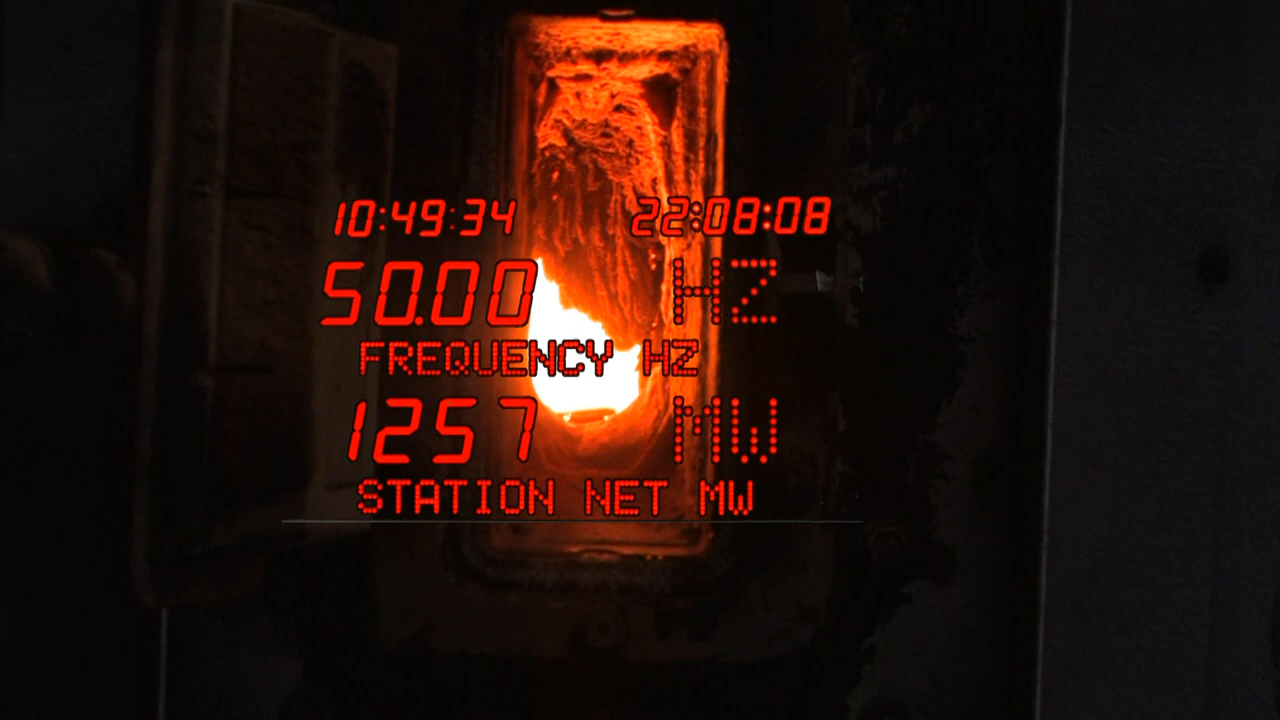 10:49:34 22:08:08
50.00 HZ
FREQUENCY HZ
1257 MW
STATION NET MW